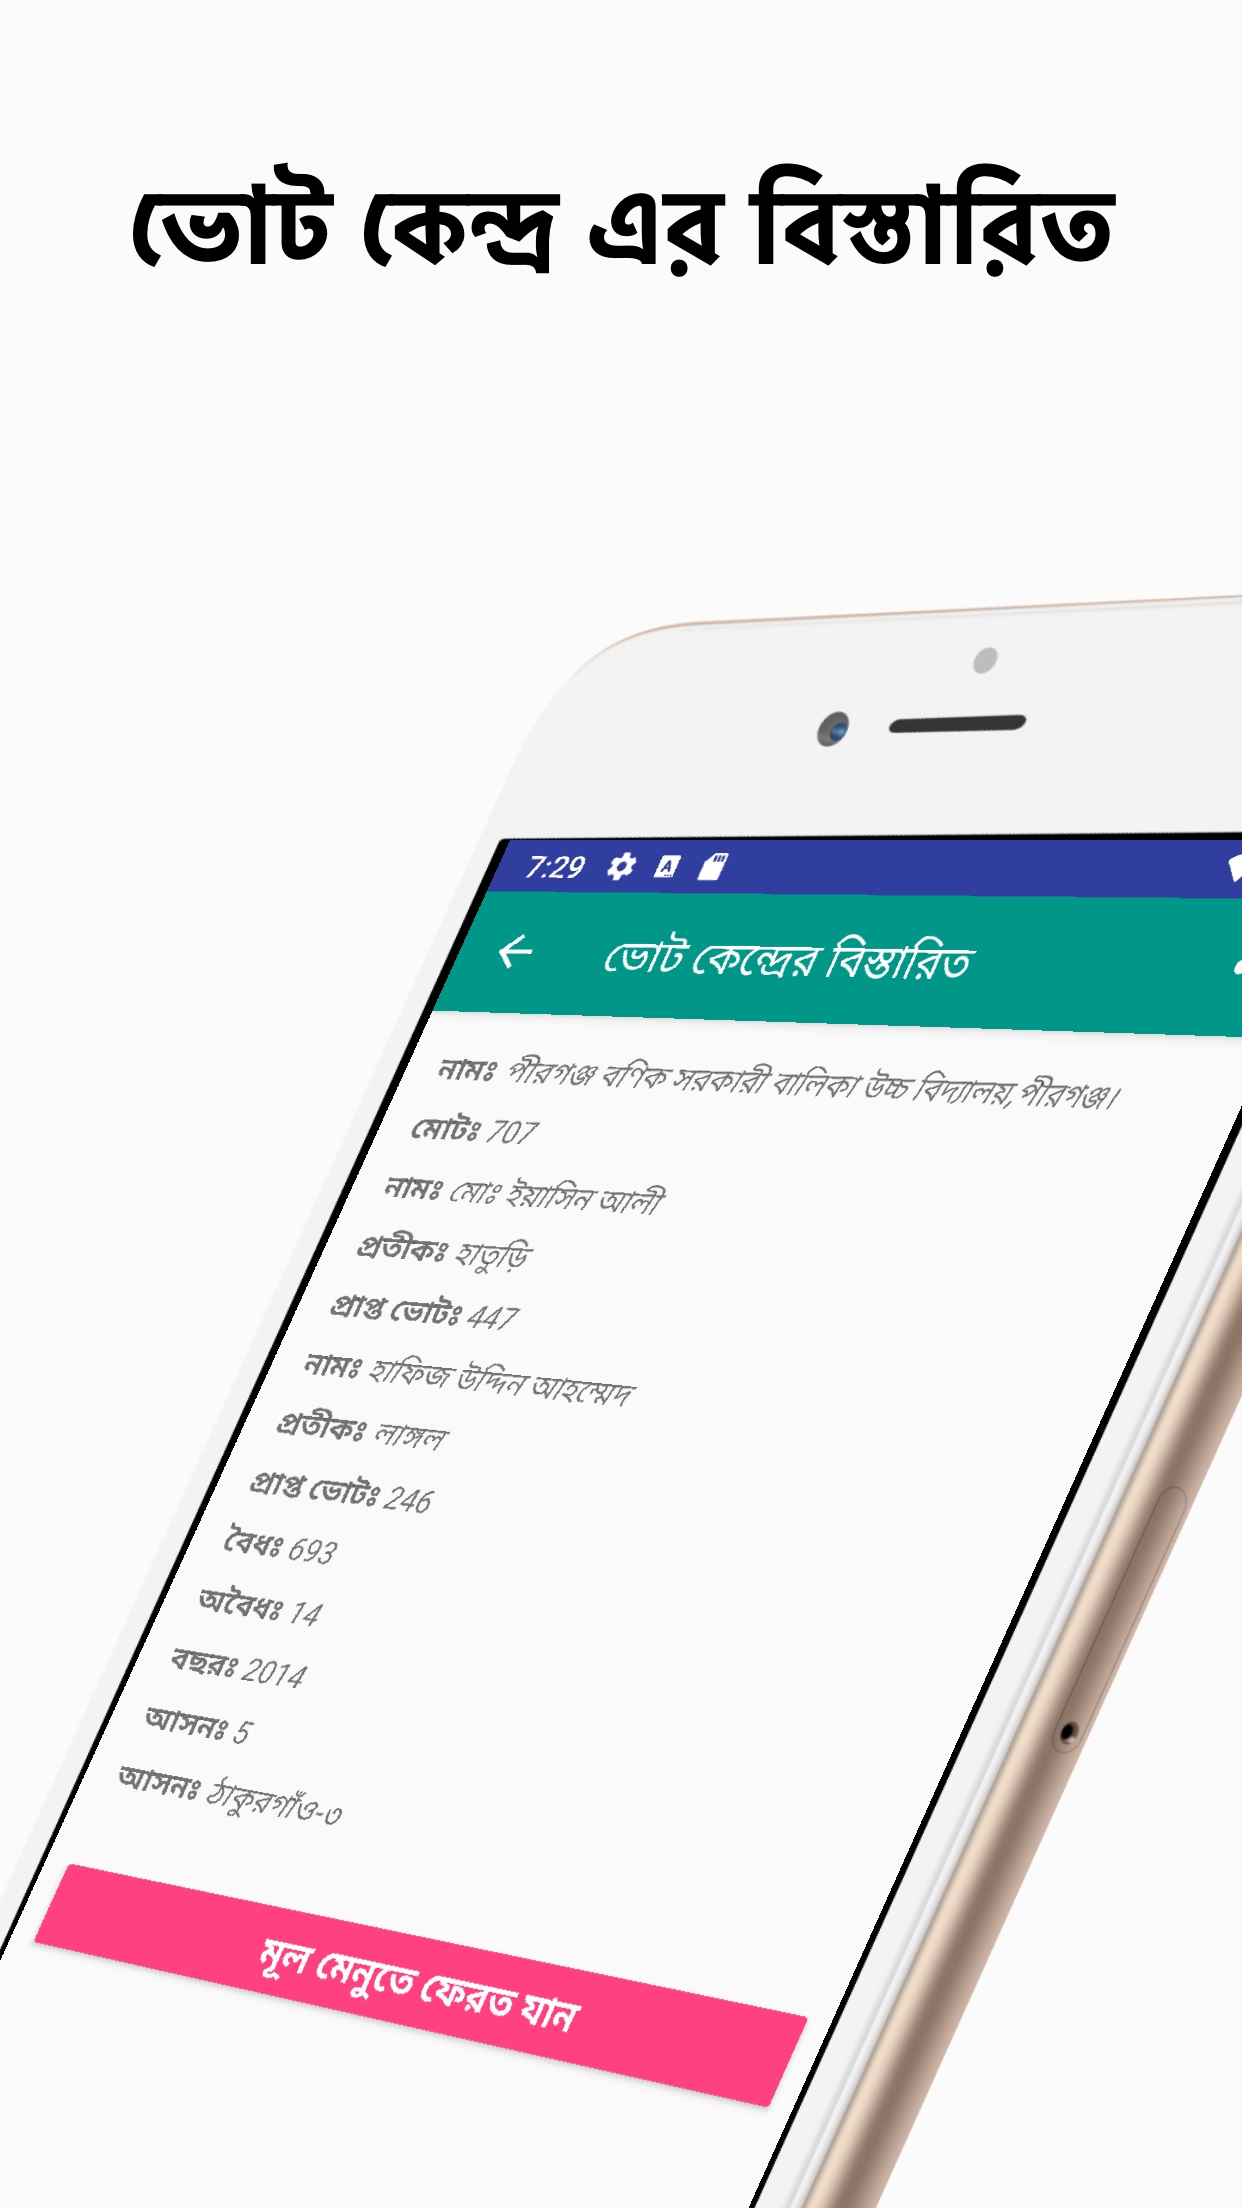 ভোট কেন্দ্র এর বিস্তারিত
7:29
ভোট কেন্দ্রের বিস্তারিত
নামঃ পীরগঞ্জ বণিক সরকারী বালিকা উচ্চ বিদ্যালয়,পীরগঞ্জ।
মোটঃ 707
নামঃ মোঃ ইয়াসিন আলী
প্রতীকঃ হাতুড়ি
প্রাপ্ত ভোটঃ 447
নামঃ হাফিজ উদ্দিন আহম্মেদ
প্রতীকঃ লাঙ্গল
প্রাপ্ত ভোটঃ 246
বৈধঃ 693
অবৈধঃ 14
বছরঃ 2014
আসনঃ 5
আসনঃ ঠাকুরগাঁও-৩
মূল মেনুতে ফেরত যান